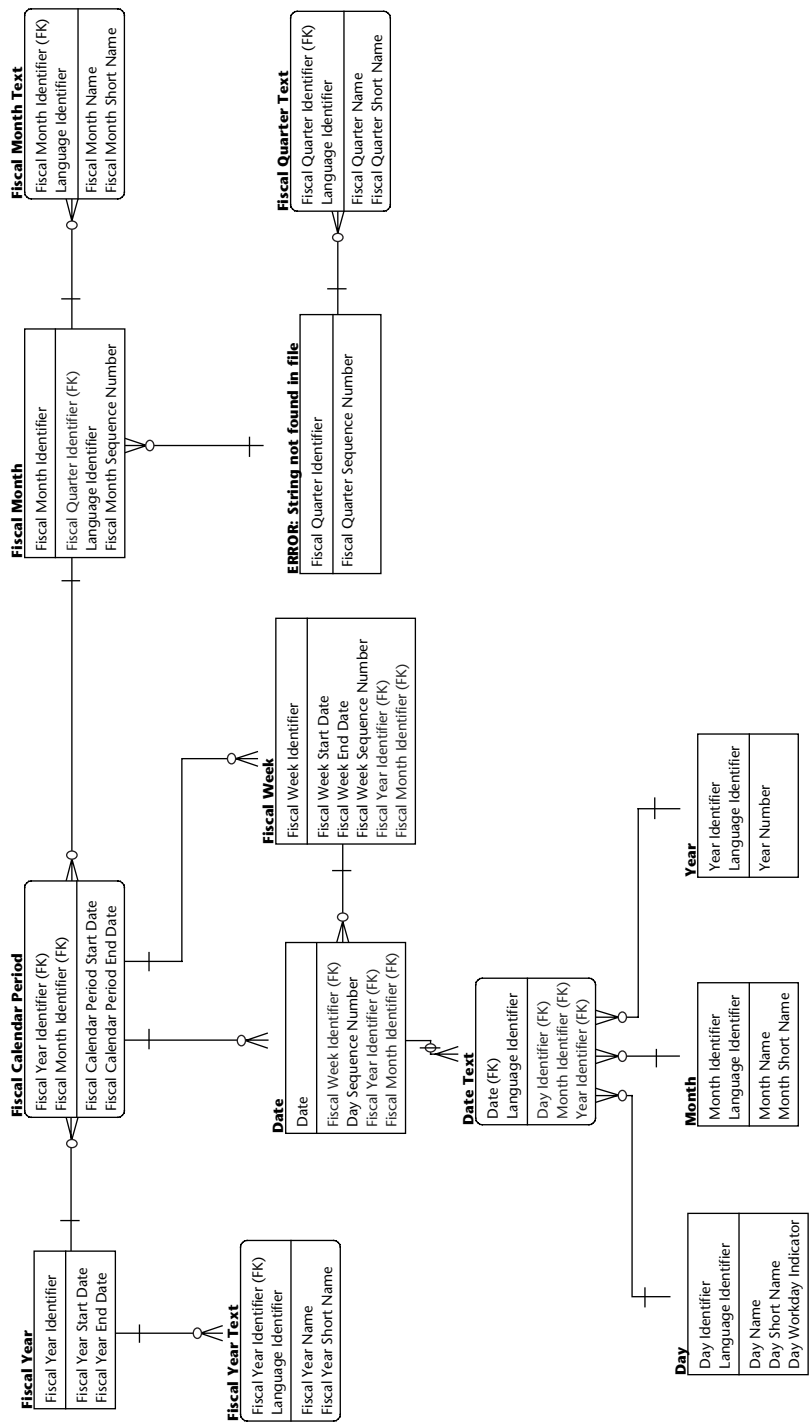 Fiscal Year
Fiscal Year Identifier
Fiscal Year Start Date
Fiscal Year End Date
Fiscal Calendar Period
Fiscal Year Identifier (FK)
Fiscal Month Identifier (FK)
Fiscal Calendar Period Start Date
Fiscal Calendar Period End Date
Fiscal Month
Fiscal Month Identifier
Fiscal Quarter Identifier (FK)
Language Identifier
Fiscal Month Sequence Number
Fiscal Month Text
Fiscal Month Identifier (FK)
Language Identifier
Fiscal Month Name
Fiscal Month Short Name
Fiscal Year Text
Fiscal Year Identifier (FK)
Language Identifier
Fiscal Year Name
Fiscal Year Short Name
Date
Date
Fiscal Week Identifier (FK)
Day Sequence Number
Fiscal Year Identifier (FK)
Fiscal Month Identifier (FK)
Fiscal Week
Fiscal Week Identifier
Fiscal Week Start Date
Fiscal Week End Date
Fiscal Week Sequence Number
Fiscal Year Identifier (FK)
Fiscal Month Identifier (FK)
ERROR: String not found in file
Fiscal Quarter Identifier
Fiscal Quarter Sequence Number
Fiscal Quarter Text
Fiscal Quarter Identifier (FK)
Language Identifier
Fiscal Quarter Name
Fiscal Quarter Short Name
Date Text
Date (FK)
Language Identifier
Day Identifier (FK)
Month Identifier (FK)
Year Identifier (FK)
Day
Day Identifier
Language Identifier
Day Name
Day Short Name
Day Workday Indicator
Month
Month Identifier
Language Identifier
Month Name
Month Short Name
Year
Year Identifier
Language Identifier
Year Number